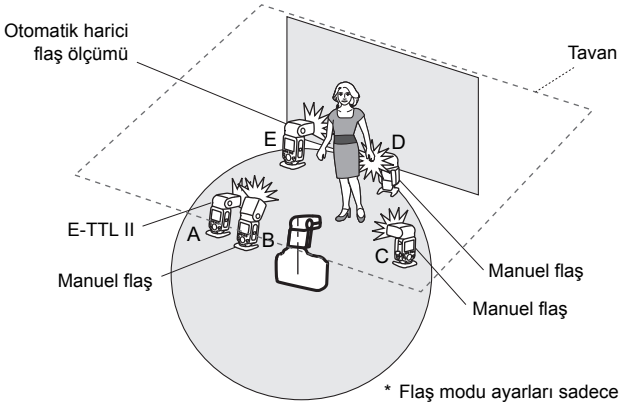 Otomatik harici
flaş ölçümü
Tavan
E
D
E-TTL II
A
B
C
Manuel flaş
Manuel flaş
Manuel flaş
* Flaş modu ayarları sadece